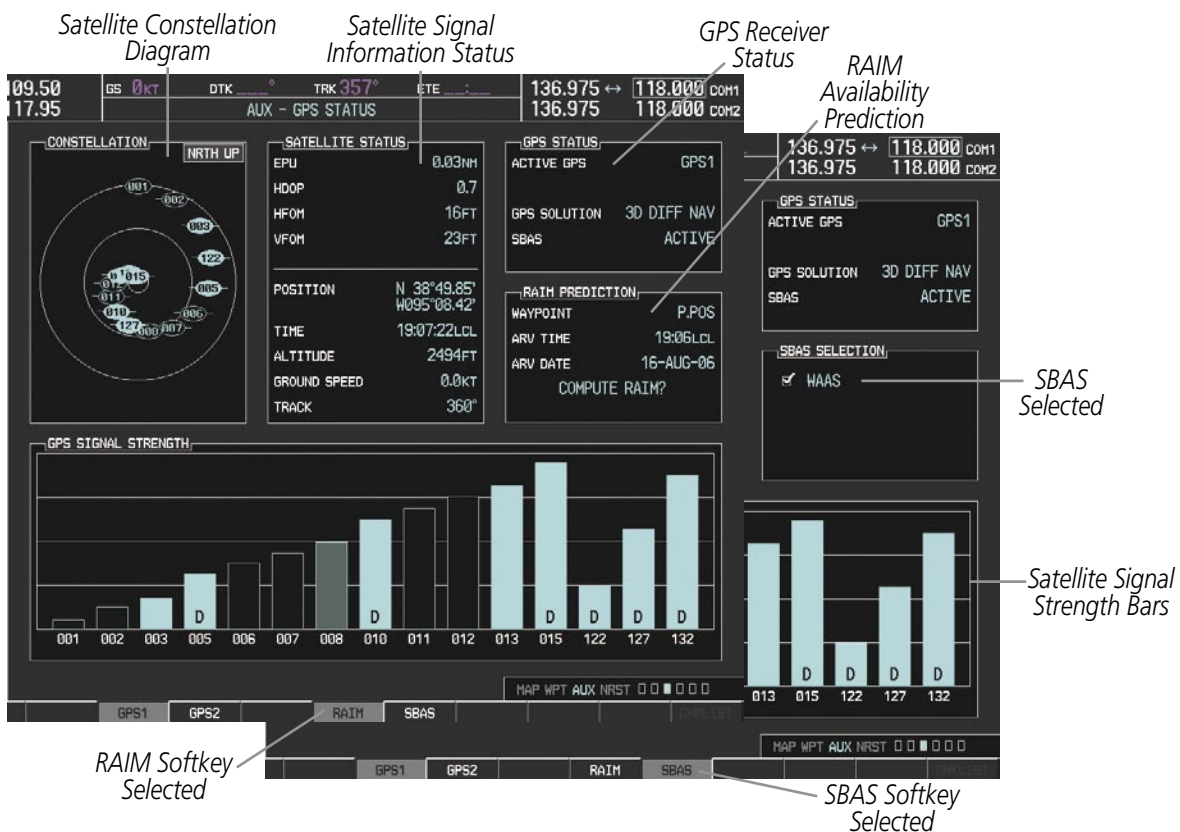 Satellite Constellation
Diagram
Satellite Signal
Information Status
GPS Receiver
Status
RAIM
Availability
Prediction
109.50 GS 0KT DTK ___° TRK 357° ETE __:__ 136.975 ↔ 118.000 COM1
117.95 AUX - GPS STATUS 136.975 118.000 COM2
CONSTELLATION
NRTH UP
001
002
003
122
005
006
007
008
127
010
011
012
015
SATELLITE STATUS
EPU 0.03NM
HDOP 0.7
HFOM 16FT
VFOM 23FT
POSITION N 38°49.85'
W095°08.42'
TIME 19:07:22LCL
ALTITUDE 2494FT
GROUND SPEED 0.0KT
TRACK 360°
GPS STATUS
ACTIVE GPS GPS1
GPS SOLUTION 3D DIFF NAV
SBAS ACTIVE
RAIM PREDICTION
WAYPOINT P.POS
ARV TIME 19:06LCL
ARV DATE 16-AUG-06
COMPUTE RAIM?
GPS SIGNAL STRENGTH
D D D D D D
001 002 003 005 006 007 008 010 011 012 013 015 122 127 132
MAP WPT AUX NRST
GPS1 GPS2 RAIM SBAS CHKLIST
136.975 ↔ 118.000 COM1
136.975 118.000 COM2
GPS STATUS
ACTIVE GPS GPS1
GPS SOLUTION 3D DIFF NAV
SBAS ACTIVE
SBAS SELECTION
WAAS
SBAS
Selected
D D D D
013 015 122 127 132
Satellite Signal
Strength Bars
MAP WPT AUX NRST
GPS1 GPS2 RAIM SBAS CHKLIST
RAIM Softkey
Selected
SBAS Softkey
Selected